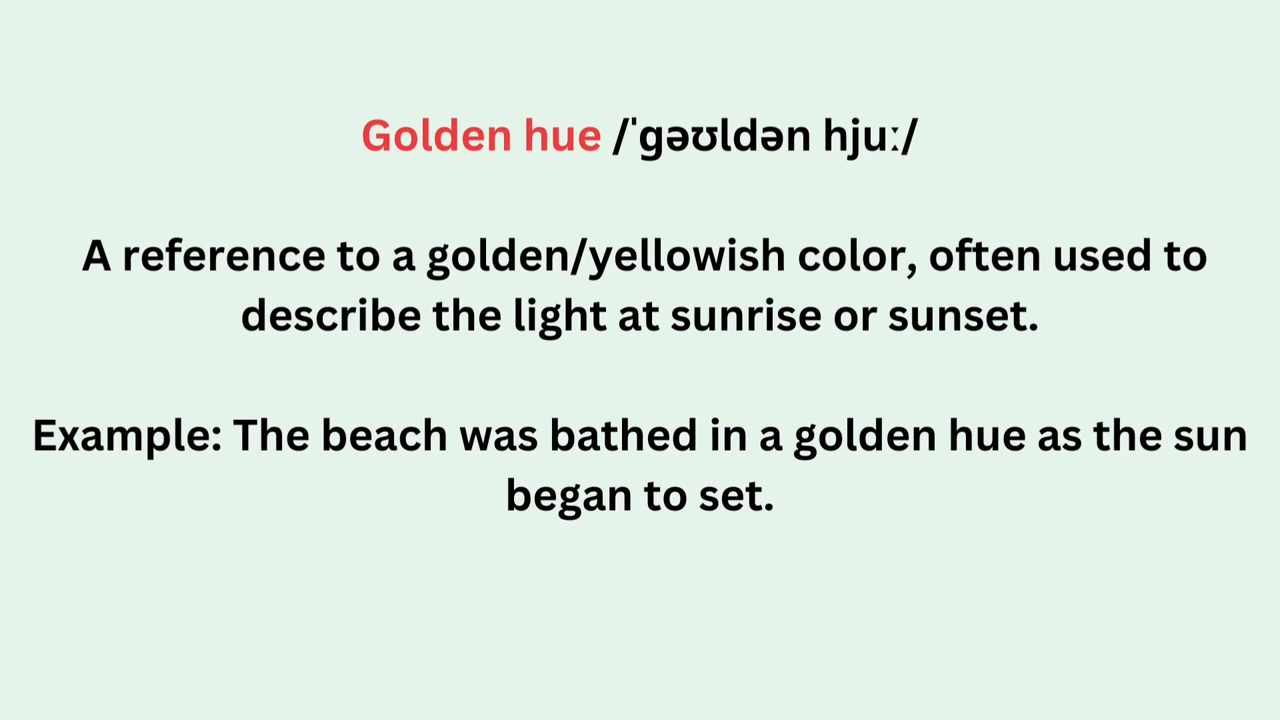 Golden hue /ˈɡəʊldən hjuː/
A reference to a golden/yellowish color, often used to
describe the light at sunrise or sunset.
Example: The beach was bathed in a golden hue as the sun
began to set.